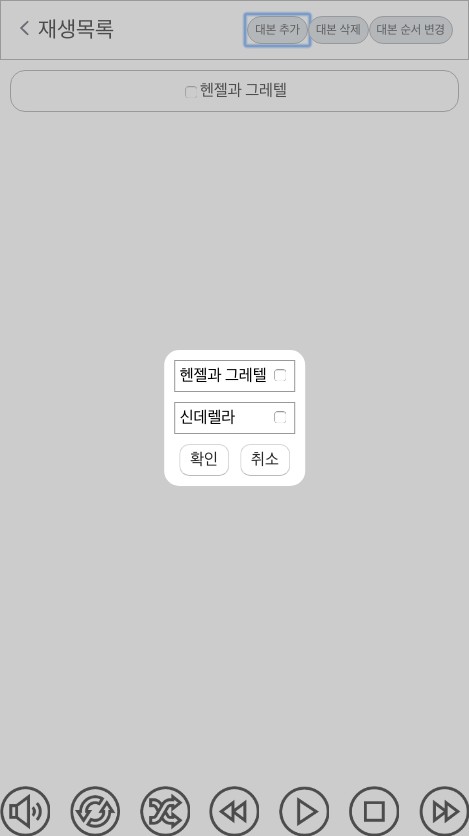 재생목록
대본 추가
대본 삭제
대본 순서 변경
헨젤과 그레텔
헨젤과 그레텔
신데렐라
확인
취소